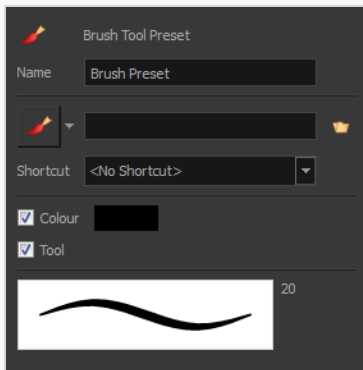 Brush Tool Preset
Name Brush Preset
Shortcut <No Shortcut>
Colour
Tool
20